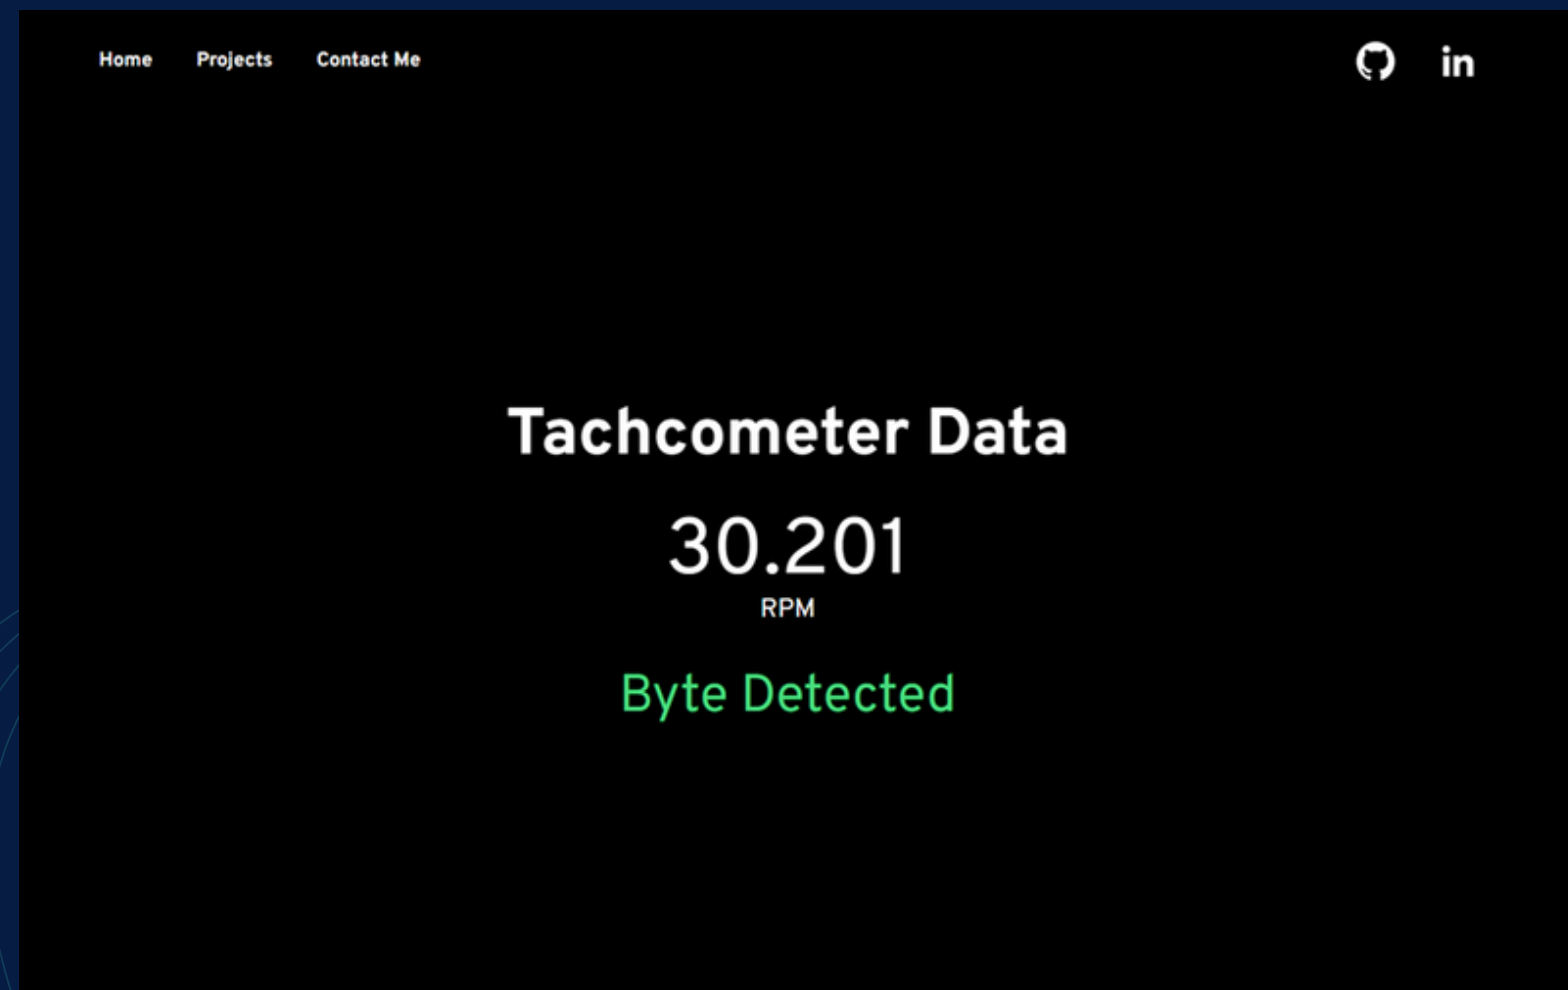 Home Projects Contact Me in
Tachcometer Data
30.201
RPM
Byte Detected